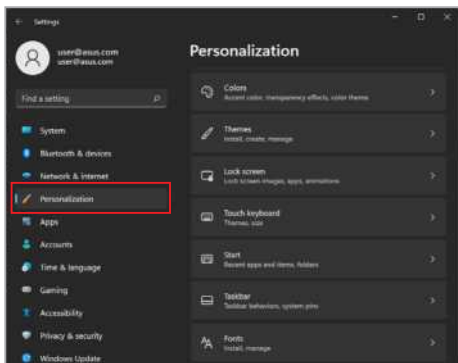 Settings
user@asus.com
user@asus.com
Find a setting
System
Bluetooth & devices
Network & internet
Personalization
Apps
Accounts
Time & language
Gaming
Accessibility
Privacy & security
Windows Update
Personalization
Colors
Accent color, transparency effects, color theme
Themes
Install, create, manage
Lock screen
Lock screen images, apps, animations
Touch keyboard
Themes, size
Start
Recent apps and items, folders
Taskbar
Taskbar behaviors, system pins
Fonts
Install, manage